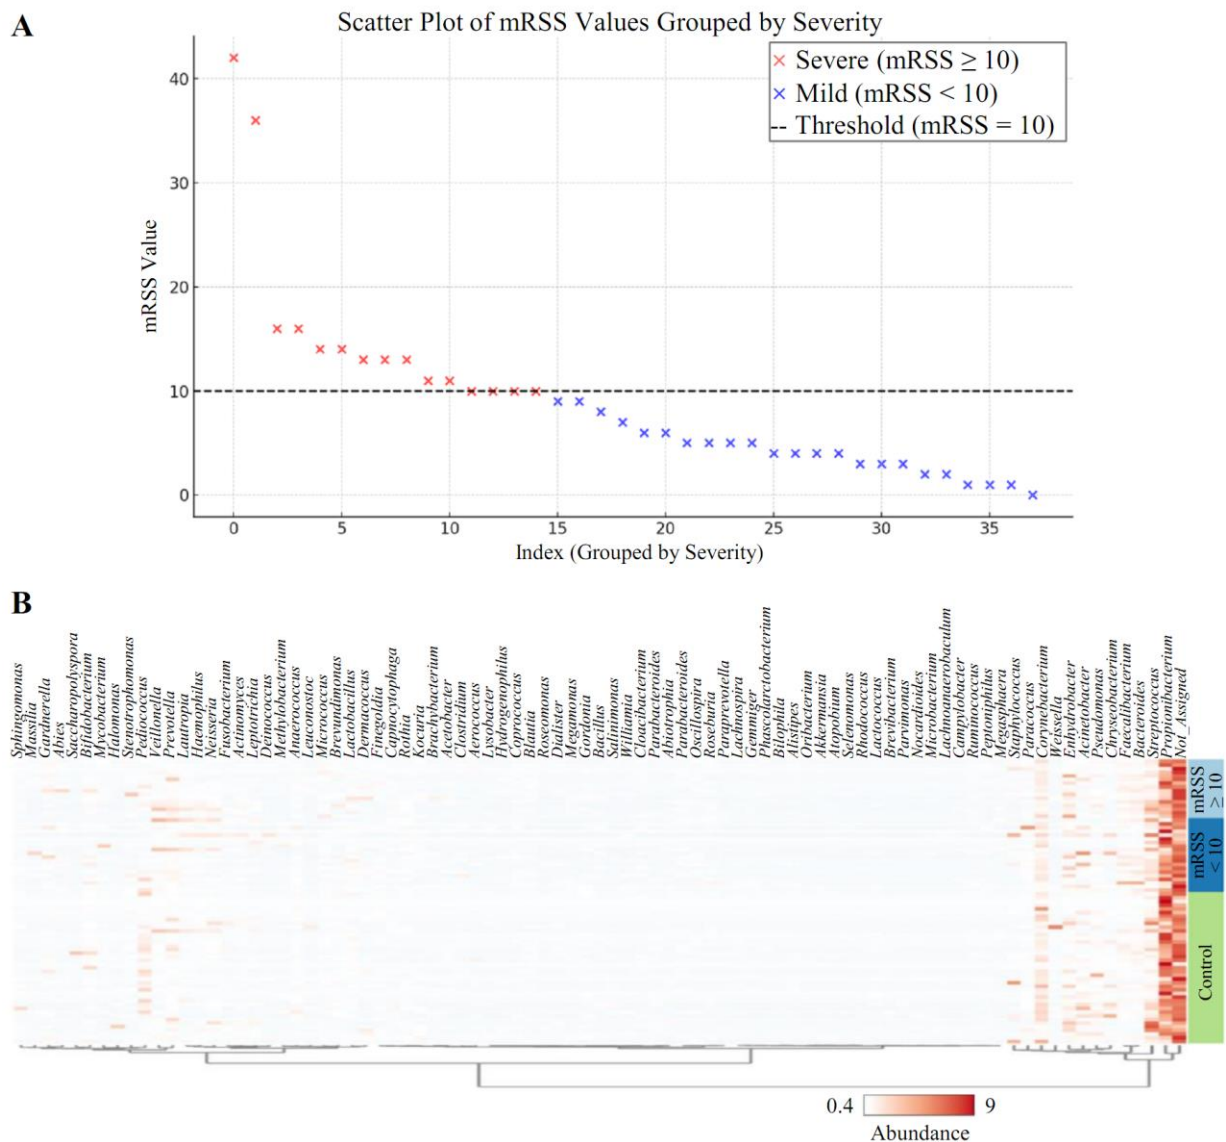 A
Scatter Plot of mRSS Values Grouped by Severity
× Severe (mRSS ≥ 10)
× Mild (mRSS < 10)
-- Threshold (mRSS = 10)
mRSS Value
40
30
20
10
0
0 5 10 15 20 25 30 35
Index (Grouped by Severity)
B
Sphingomonas
Massilia
Gardnerella
Abies
Saccharopolyspora
Bifidobacterium
Mycobacterium
Halomonas
Stenotrophomonas
Pediococcus
Veillonella
Prevotella
Lautropia
Haemophilus
Neisseria
Fusobacterium
Actinomyces
Leptotrichia
Deinococcus
Methylobacterium
Anaerococcus
Leuconostoc
Micrococcus
Brevundimonas
Lactobacillus
Dermacoccus
Finegoldia
Capnocytophaga
Rothia
Kocuria
Brachybacterium
Acetobacter
Clostridium
Aerococcus
Lysobacter
Hydrogenophilus
Coprococcus
Blautia
Roseomonas
Dialister
Megamonas
Gordonia
Bacillus
Salinimonas
Williamia
Cloacibacterium
Parabacteroides
Abiotrophia
Parabacteroides
Oscillospira
Roseburia
Paraprevotella
Lachnospira
Gemmiger
Phascolarctobacterium
Bilophila
Alistipes
Oribacterium
Akkermansia
Atopobium
Selenomonas
Rhodococcus
Lactococcus
Brevibacterium
Parvimonas
Nocardioides
Microbacterium
Lachnoanaerobaculum
Campylobacter
Ruminococcus
Peptoniphilus
Megasphaera
Staphylococcus
Paracoccus
Corynebacterium
Weissella
Enhydrobacter
Acinetobacter
Pseudomonas
Chryseobacterium
Faecalibacterium
Bacteroides
Streptococcus
Propionibacterium
Not_Assigned
mRSS
≥ 10
mRSS
< 10
Control
0.4 9
Abundance